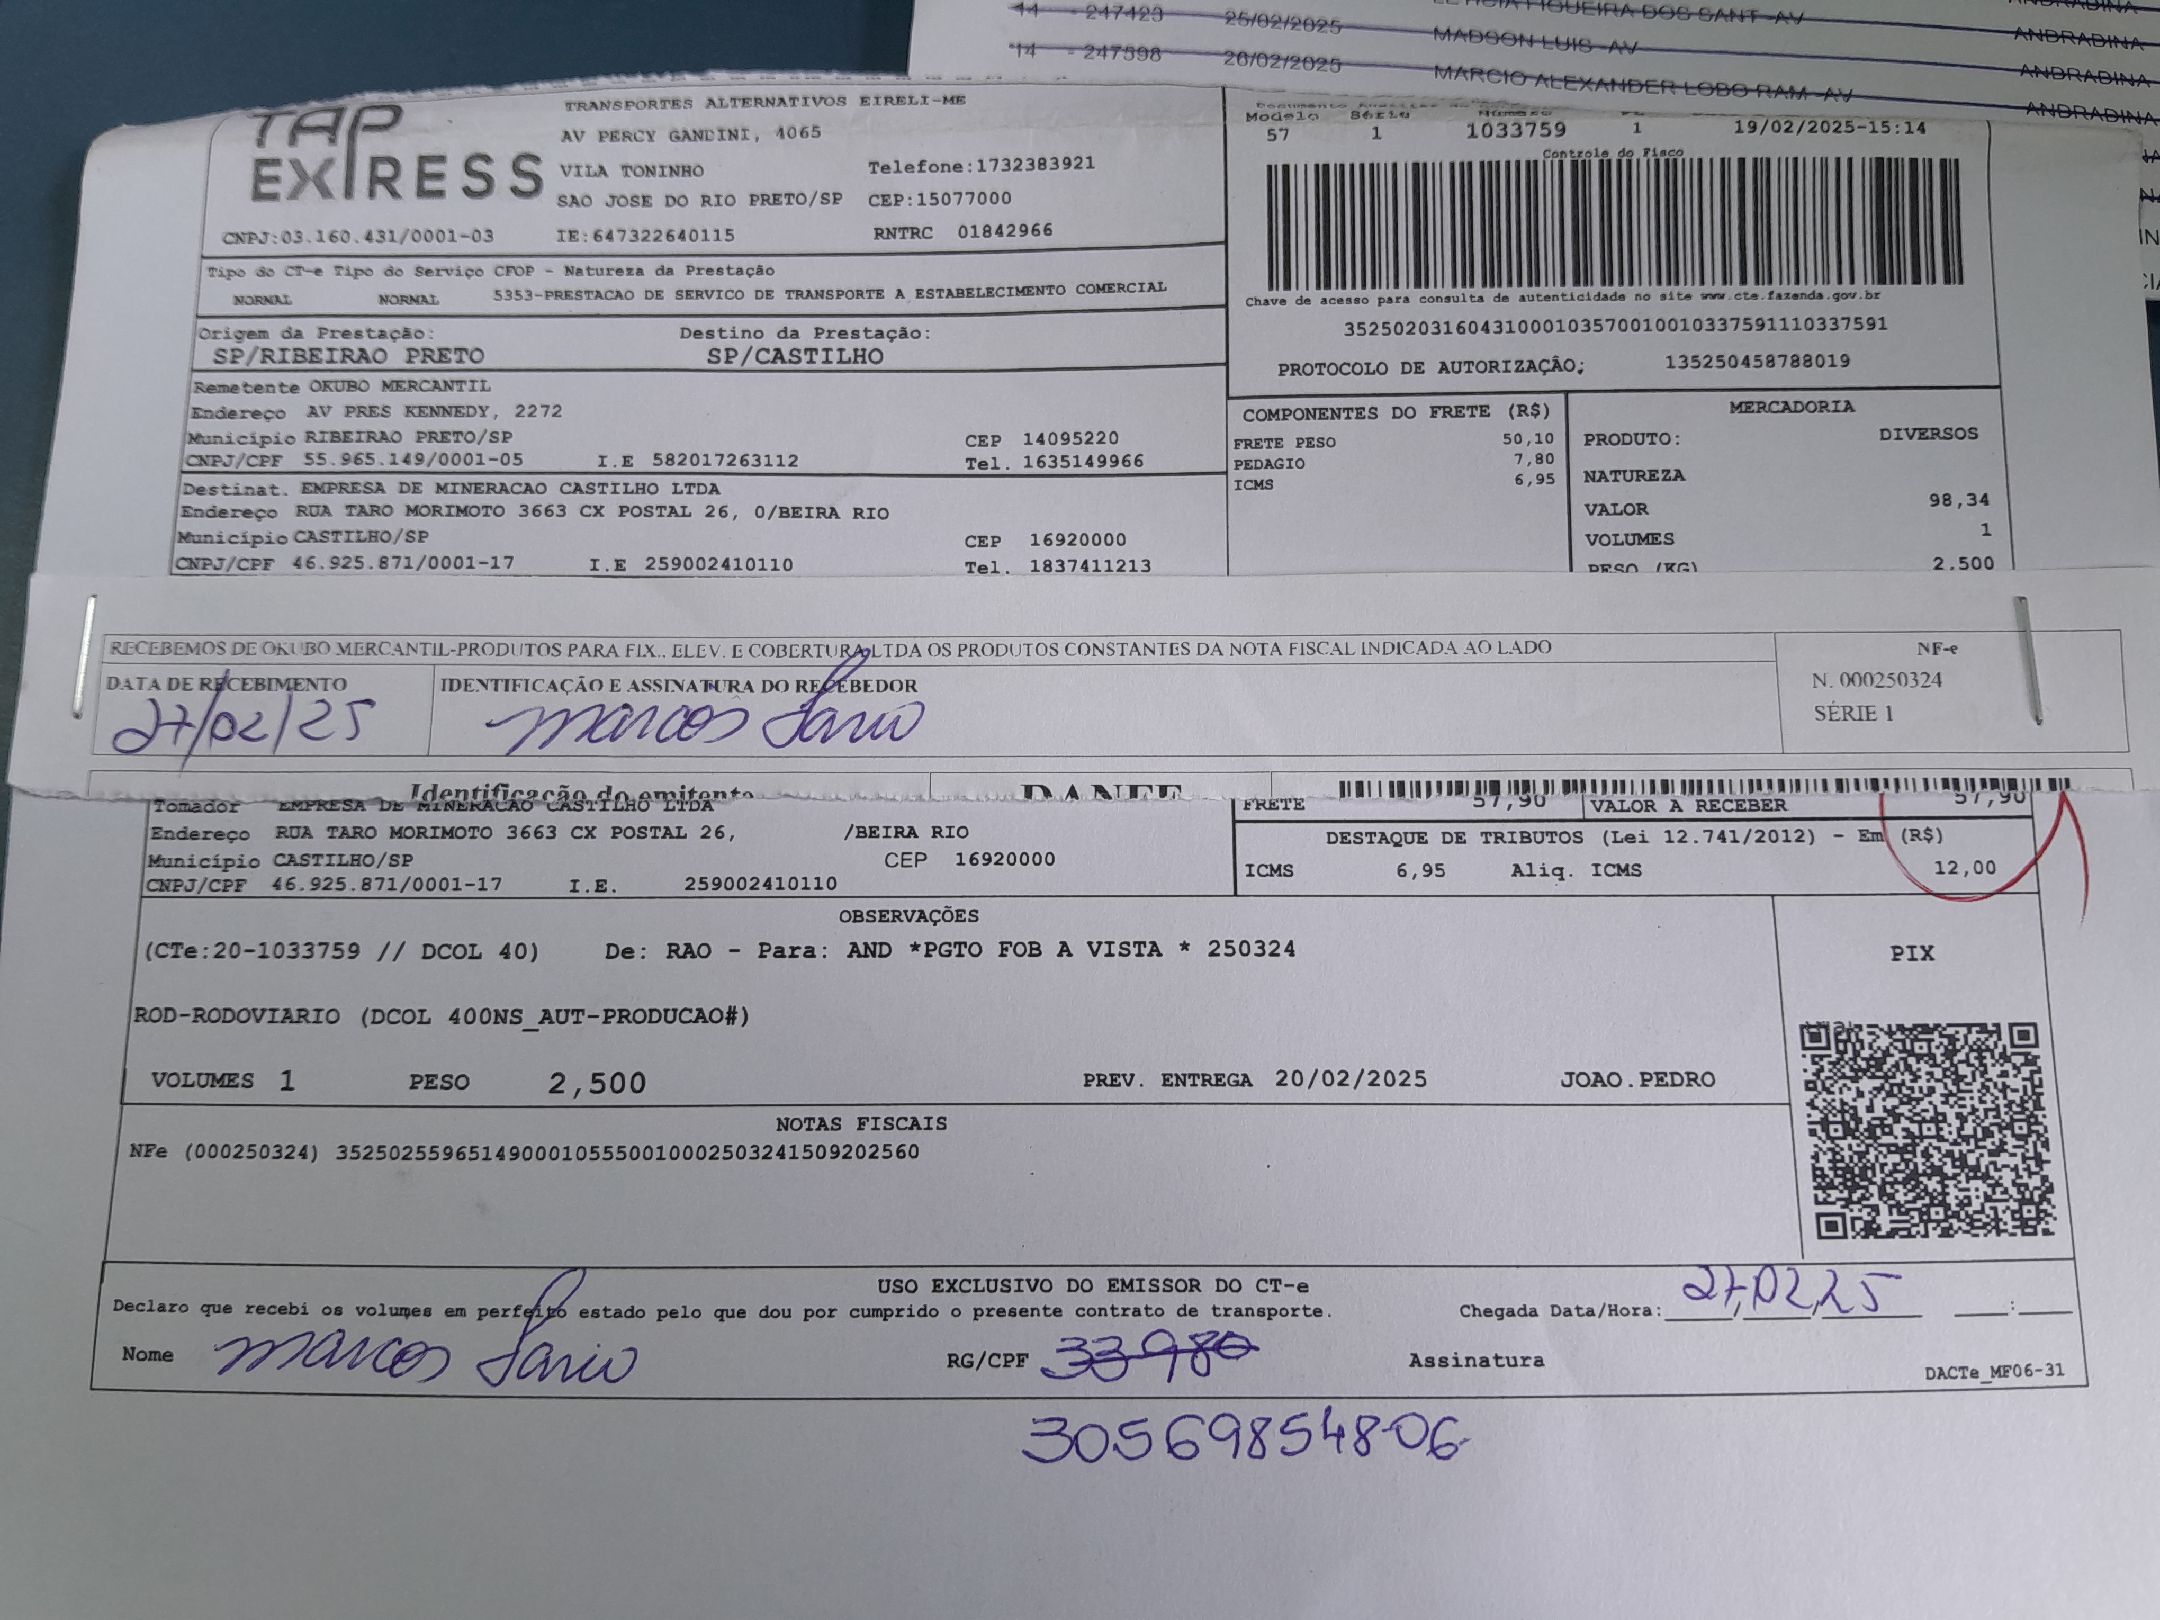 14 - 247423 25/02/2025 FIGUEIRA DOS SANT -AV ANDRADINA
14 - 247598 26/02/2025 MADSON LUIS -AV ANDRADINA
MARCIO ALEXANDER LOBO RAM -AV ANDRADINA
ANDRADINA
TAP EXPRESS
TRANSPORTES ALTERNATIVOS EIRELI-ME
AV PERCY GANDINI, 4065
VILA TONINHO Telefone:1732383921
SAO JOSE DO RIO PRETO/SP CEP:15077000
CNPJ:03.160.431/0001-03 IE:647322640115 RNTRC 01842966
Modelo Série Número
57 1 1033759 1 19/02/2025-15:14
Controle do Fisco
Chave de acesso para consulta de autenticidade no site www.cte.fazenda.gov.br
35250203160431000103570010010337591110337591
PROTOCOLO DE AUTORIZAÇÃO; 135250458788019
Tipo do CT-e Tipo do Serviço CFOP - Natureza da Prestação
NORMAL NORMAL 5353-PRESTACAO DE SERVICO DE TRANSPORTE A ESTABELECIMENTO COMERCIAL
Origem da Prestação: Destino da Prestação:
SP/RIBEIRAO PRETO SP/CASTILHO
Remetente OKUBO MERCANTIL
Endereço AV PRES KENNEDY, 2272
Município RIBEIRAO PRETO/SP CEP 14095220
CNPJ/CPF 55.965.149/0001-05 I.E 582017263112 Tel. 1635149966
Destinat. EMPRESA DE MINERACAO CASTILHO LTDA
Endereço RUA TARO MORIMOTO 3663 CX POSTAL 26, 0/BEIRA RIO
Município CASTILHO/SP CEP 16920000
CNPJ/CPF 46.925.871/0001-17 I.E 259002410110 Tel. 1837411213
COMPONENTES DO FRETE (R$)
FRETE PESO 50,10
PEDAGIO 7,80
ICMS 6,95
MERCADORIA
PRODUTO: DIVERSOS
NATUREZA
VALOR 98,34
VOLUMES 1
PESO (KG) 2.500
RECEBEMOS DE OKUBO MERCANTIL-PRODUTOS PARA FIX., ELEV. E COBERTURA LTDA OS PRODUTOS CONSTANTES DA NOTA FISCAL INDICADA AO LADO
DATA DE RECEBIMENTO IDENTIFICAÇÃO E ASSINATURA DO RECEBEDOR
27/02/25 marcos
NF-e
N. 000250324
SÉRIE 1
Identificação do emitente DANFE
Tomador EMPRESA DE MINERACAO CASTILHO LTDA
Endereço RUA TARO MORIMOTO 3663 CX POSTAL 26, /BEIRA RIO
Município CASTILHO/SP CEP 16920000
CNPJ/CPF 46.925.871/0001-17 I.E. 259002410110
FRETE 57,90 VALOR A RECEBER 57,90
DESTAQUE DE TRIBUTOS (Lei 12.741/2012) - Em (R$)
ICMS 6,95 Aliq. ICMS 12,00
OBSERVAÇÕES
(CTe:20-1033759 // DCOL 40) De: RAO - Para: AND *PGTO FOB A VISTA * 250324
ROD-RODOVIARIO (DCOL 400NS_AUT-PRODUCAO#)
VOLUMES 1 PESO 2,500 PREV. ENTREGA 20/02/2025 JOAO.PEDRO
PIX
NOTAS FISCAIS
NFe (000250324) 35250255965149000105550010002503241509202560
USO EXCLUSIVO DO EMISSOR DO CT-e
Declaro que recebi os volumes em perfeito estado pelo que dou por cumprido o presente contrato de transporte. Chegada Data/Hora: 27/02/25 __:__
Nome marcos RG/CPF 33980 Assinatura
DACTe_MF06-31
305698548-06